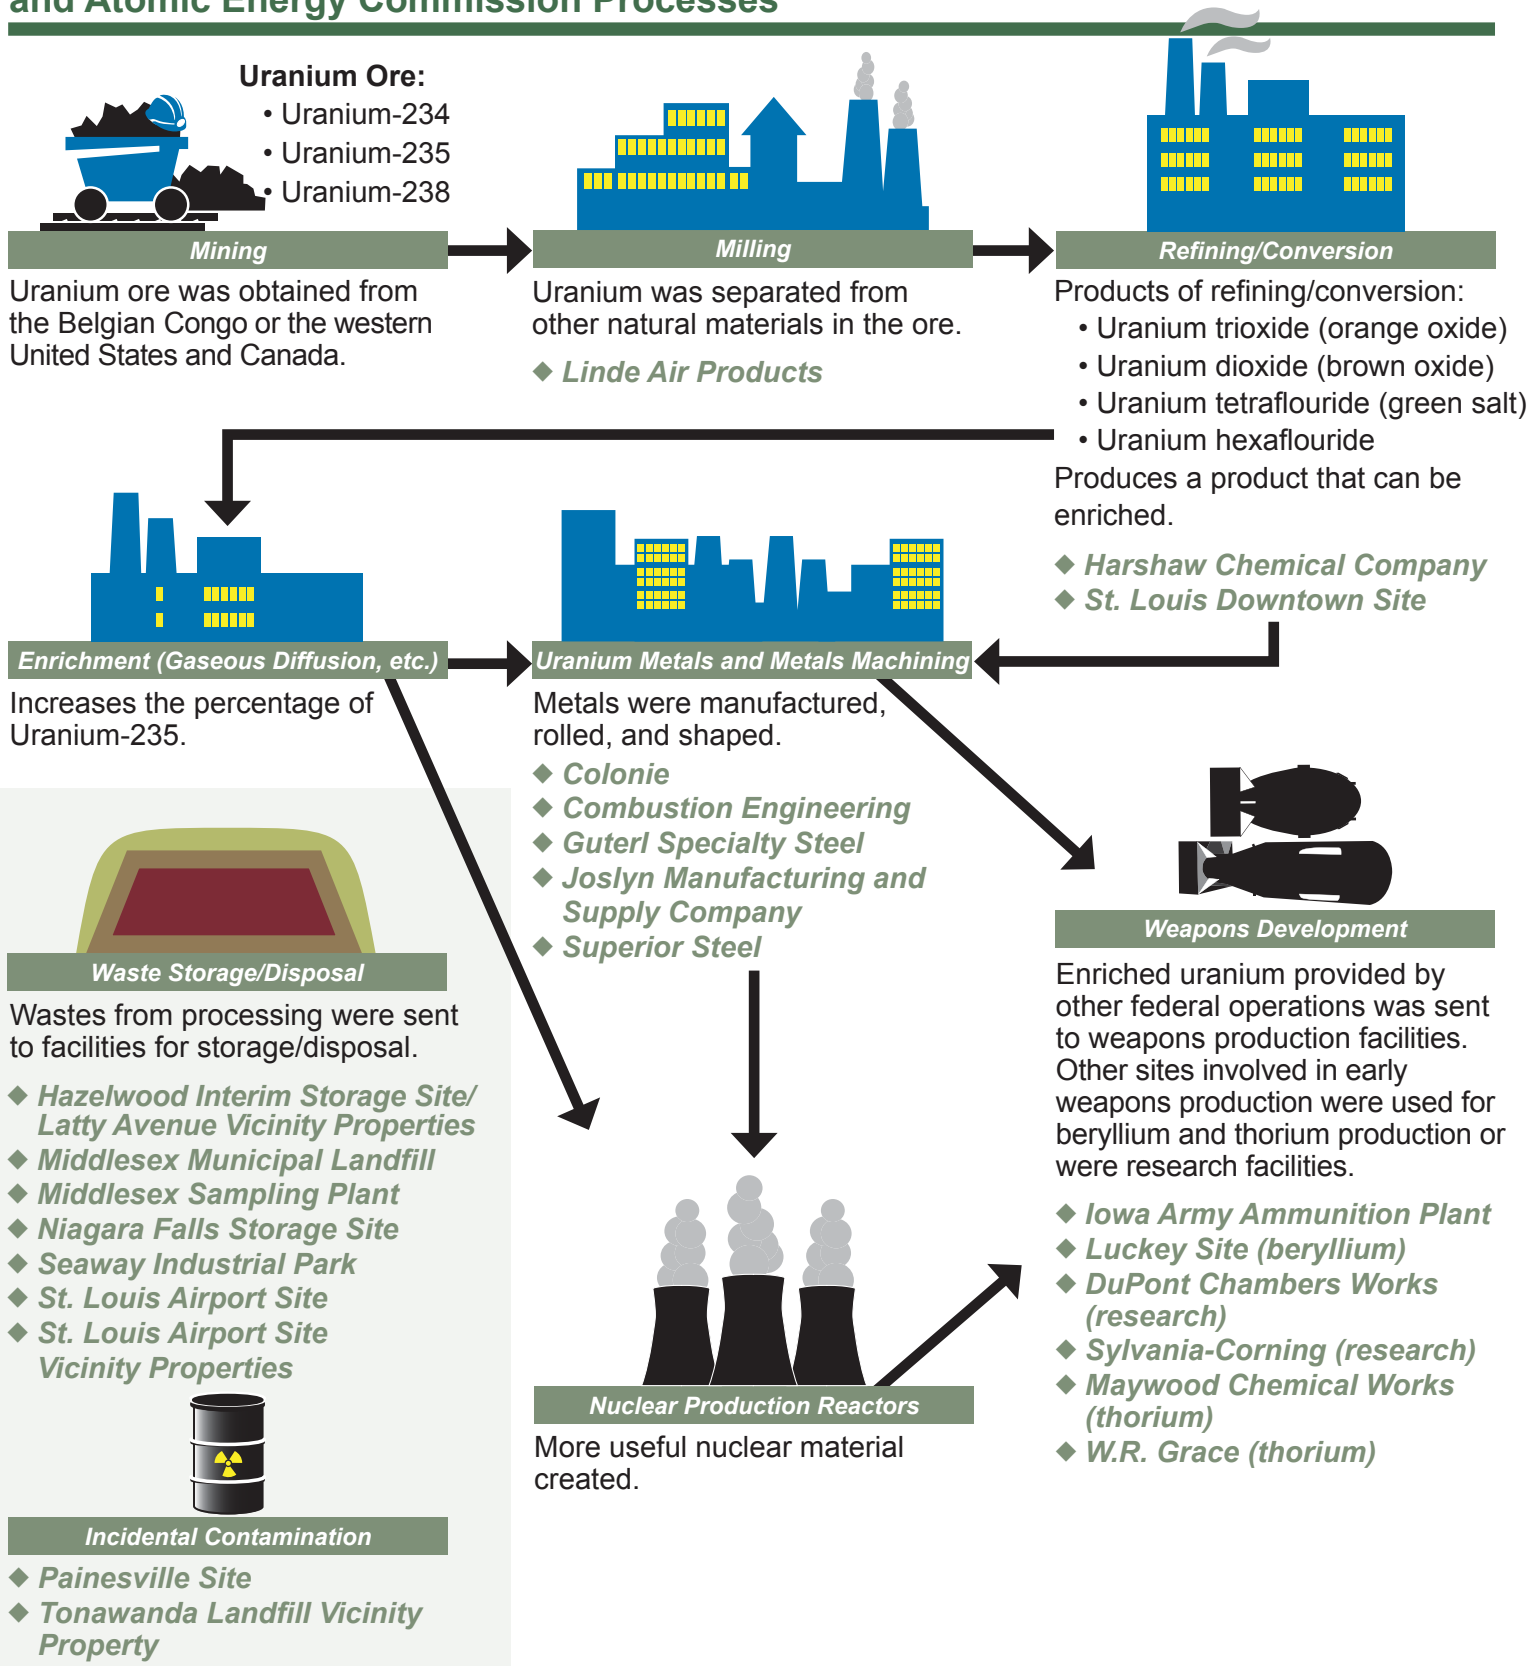 and Atomic Energy Commission Processes
Uranium Ore:
• Uranium-234
• Uranium-235
• Uranium-238
Mining
Uranium ore was obtained from
the Belgian Congo or the western
United States and Canada.
Milling
Uranium was separated from
other natural materials in the ore.
◆ Linde Air Products
Refining/Conversion
Products of refining/conversion:
• Uranium trioxide (orange oxide)
• Uranium dioxide (brown oxide)
• Uranium tetraflouride (green salt)
• Uranium hexaflouride
Produces a product that can be
enriched.
◆ Harshaw Chemical Company
◆ St. Louis Downtown Site
Enrichment (Gaseous Diffusion, etc.)
Increases the percentage of
Uranium-235.
Uranium Metals and Metals Machining
Metals were manufactured,
rolled, and shaped.
◆ Colonie
◆ Combustion Engineering
◆ Guterl Specialty Steel
◆ Joslyn Manufacturing and
Supply Company
◆ Superior Steel
Weapons Development
Enriched uranium provided by
other federal operations was sent
to weapons production facilities.
Other sites involved in early
weapons production were used for
beryllium and thorium production or
were research facilities.
◆ Iowa Army Ammunition Plant
◆ Luckey Site (beryllium)
◆ DuPont Chambers Works
(research)
◆ Sylvania-Corning (research)
◆ Maywood Chemical Works
(thorium)
◆ W.R. Grace (thorium)
Waste Storage/Disposal
Wastes from processing were sent
to facilities for storage/disposal.
◆ Hazelwood Interim Storage Site/
Latty Avenue Vicinity Properties
◆ Middlesex Municipal Landfill
◆ Middlesex Sampling Plant
◆ Niagara Falls Storage Site
◆ Seaway Industrial Park
◆ St. Louis Airport Site
◆ St. Louis Airport Site
Vicinity Properties
Nuclear Production Reactors
More useful nuclear material
created.
Incidental Contamination
◆ Painesville Site
◆ Tonawanda Landfill Vicinity
Property